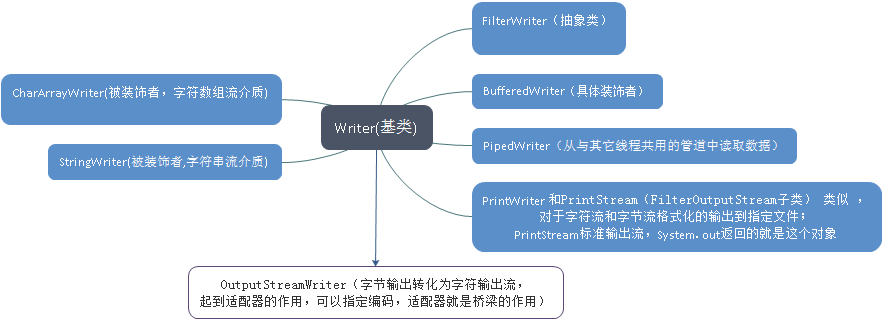 FilterWriter（抽象类）
CharArrayWriter(被装饰者，字符数组流介质)
BufferedWriter（具体装饰者）
Writer(基类)
StringWriter(被装饰者,字符串流介质)
PipedWriter（从与其它线程共用的管道中读取数据）
PrintWriter 和PrintStream（FilterOutputStream子类） 类似 ，
对于字符流和字节流格式化的输出到指定文件；
PrintStream标准输出流，System.out返回的就是这个对象
OutputStreamWriter（字节输出转化为字符输出流，
起到适配器的作用，可以指定编码，适配器就是桥梁的作用）